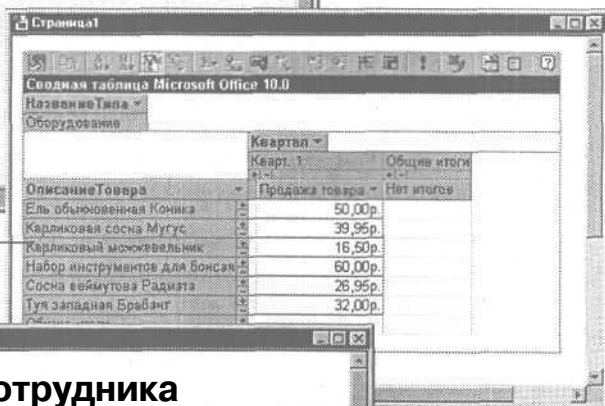 Страница1
Сводная таблица Microsoft Office 10.0
НазваниеТипа
Оборудование
Квартал
Кварт. 1 Общие итоги
ОписаниеТовара Продажа товара Нет итогов
Ель обыкновенная Коника 50,00р.
Карликовая сосна Мугус 39,95р.
Карликовый можжевельник 16,50р.
Набор инструментов для бонсай 60,00р.
Сосна веймутова Радиата 26,95р.
Туя западная Брабант 32,00р.
отрудника